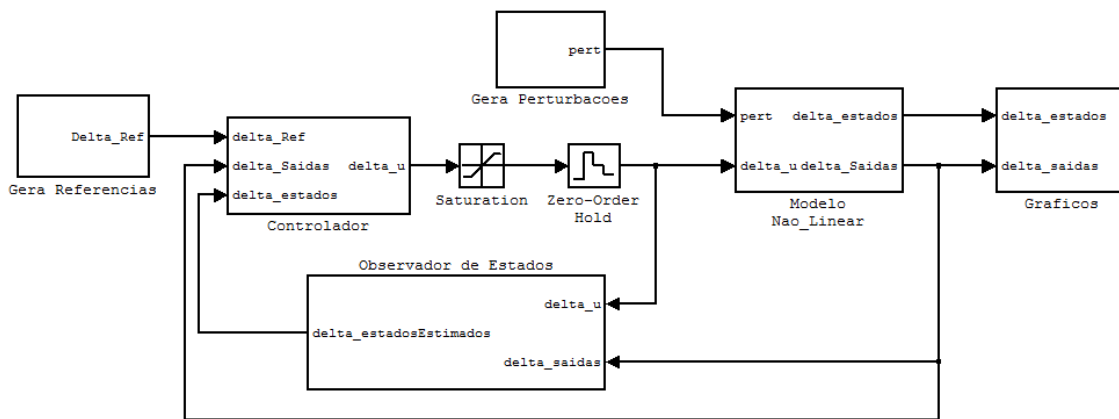 pert
Gera Perturbacoes
Delta_Ref
Gera Referencias
delta_Ref
delta_Saidas
delta_estados
delta_u
Controlador
Saturation
Zero-Order
Hold
pert
delta_estados
delta_u
delta_Saidas
Modelo
Nao_Linear
delta_estados
delta_saidas
Graficos
Observador de Estados
delta_u
delta_estadosEstimados
delta_saidas